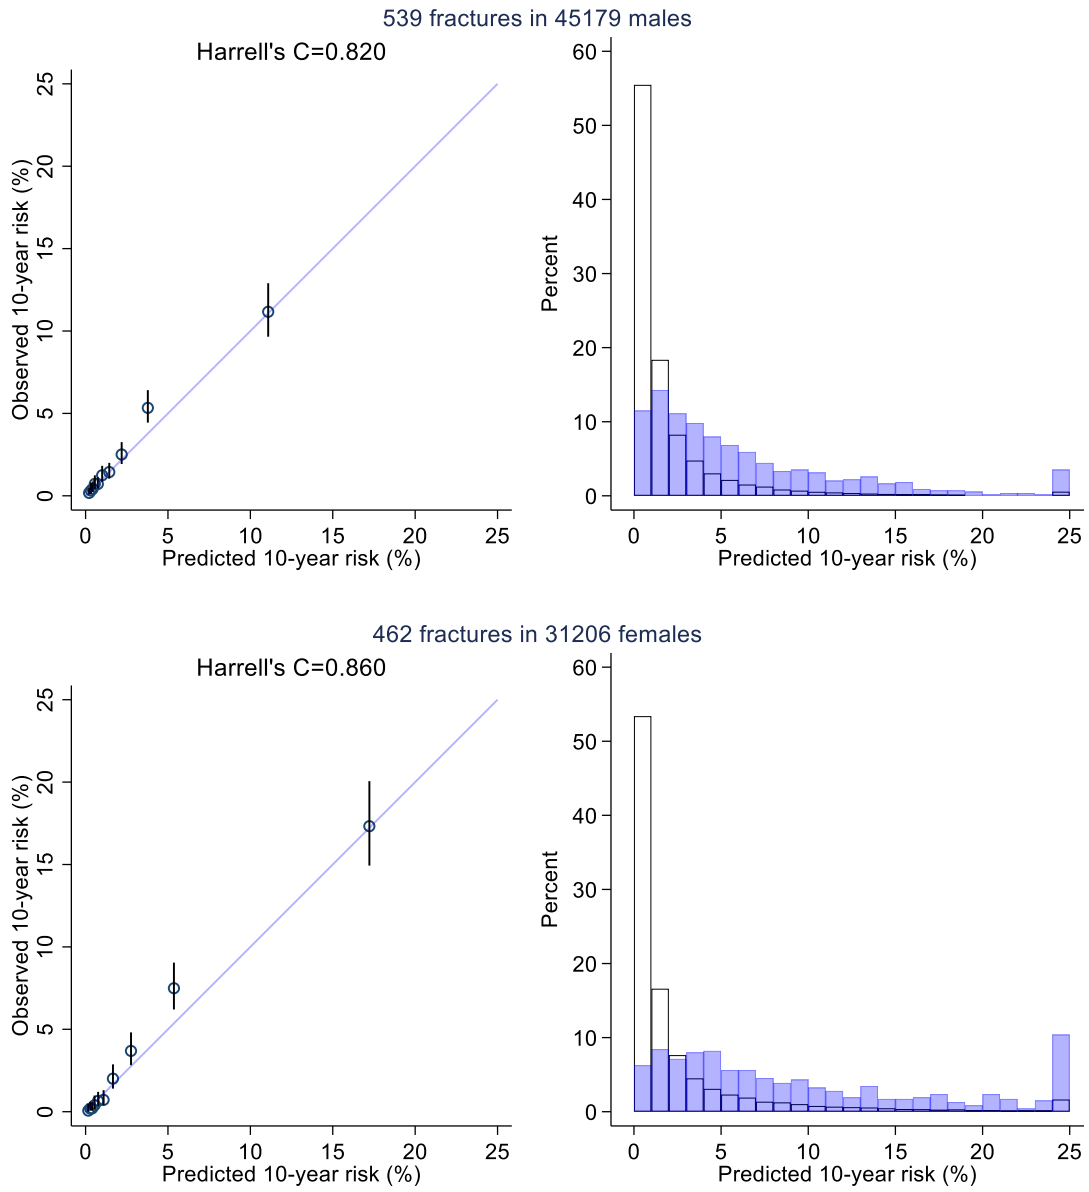 539 fractures in 45179 males
Harrell's C=0.820
Observed 10-year risk (%)
25
20
15
10
5
0
0 5 10 15 20 25
Predicted 10-year risk (%)
Percent
60
50
40
30
20
10
0
0 5 10 15 20 25
Predicted 10-year risk (%)
462 fractures in 31206 females
Harrell's C=0.860
Observed 10-year risk (%)
25
20
15
10
5
0
0 5 10 15 20 25
Predicted 10-year risk (%)
Percent
60
50
40
30
20
10
0
0 5 10 15 20 25
Predicted 10-year risk (%)